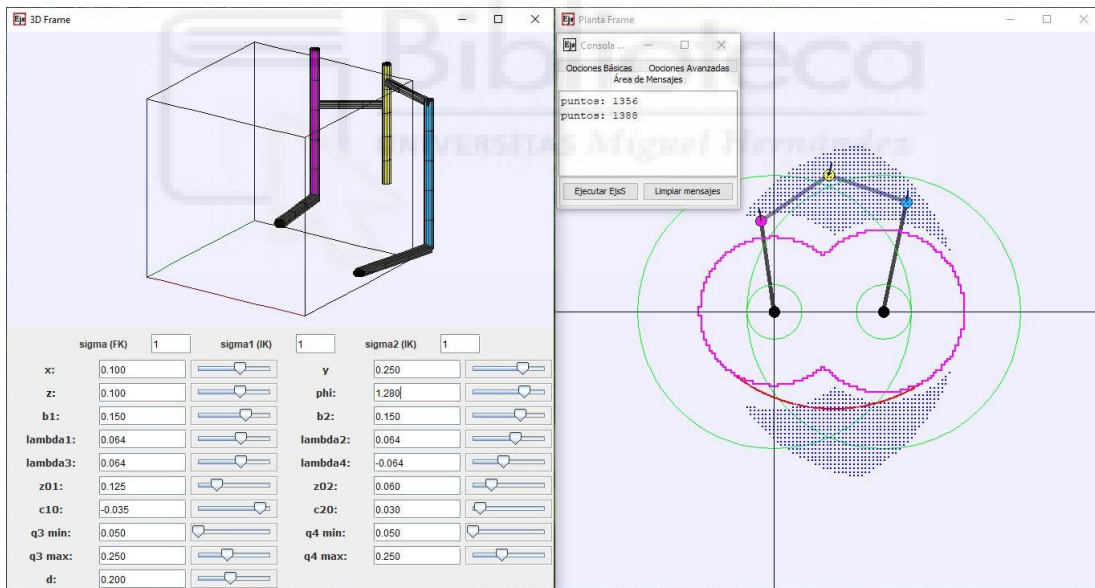 3D Frame
sigma (FK) 1 sigma1 (IK) 1 sigma2 (IK) 1
x: 0.100 y 0.250
z: 0.100 phi: 1.280
b1: 0.150 b2: 0.150
lambda1: 0.064 lambda2: 0.064
lambda3: 0.064 lambda4: -0.064
z01: 0.125 z02: 0.060
c10: -0.035 c20: 0.030
q3 min: 0.050 q4 min: 0.050
q3 max: 0.250 q4 max: 0.250
d: 0.200
Planta Frame
Consola ...
Opciones Básicas Opciones Avanzadas
Área de Mensajes
puntos: 1356
puntos: 1388
Ejecutar EjsS Limpiar mensajes
Biblioteca
UNIVERSITAS Miguel Hernández